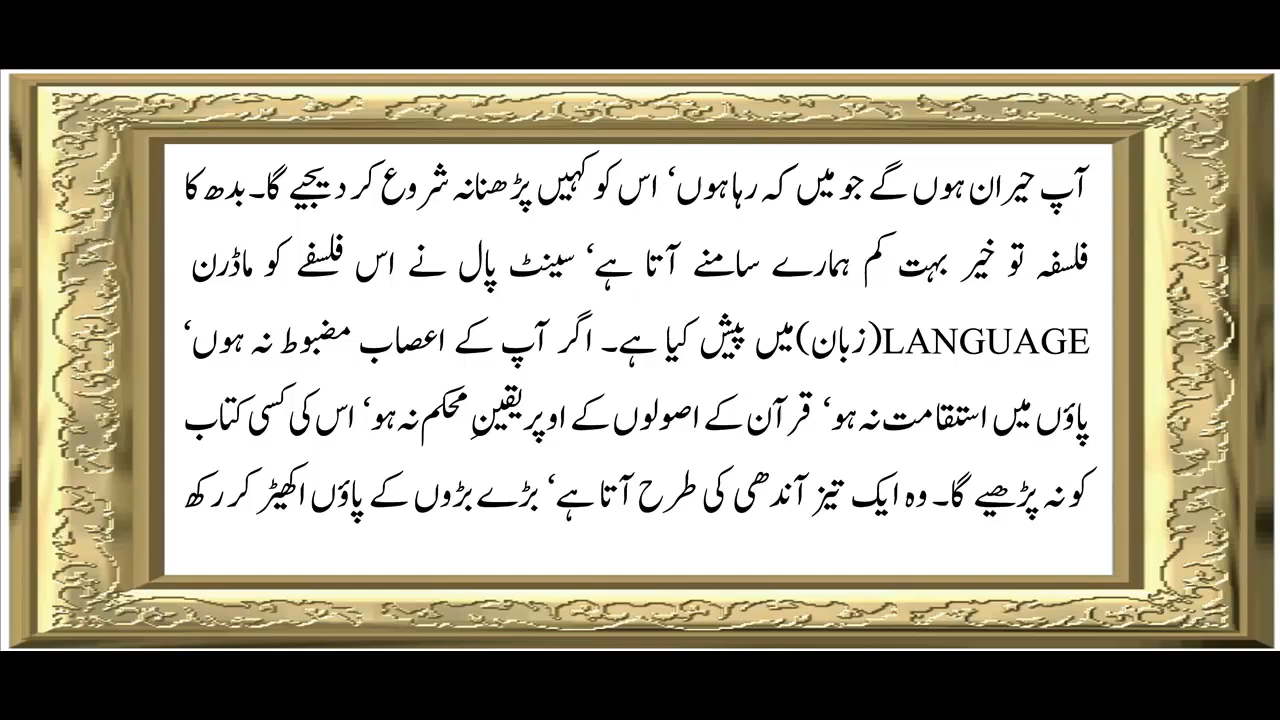 آپ حیران ہوں گے جو میں کہ رہا ہوں‘ اس کو کہیں پڑھنا نہ شروع کر دیجیے گا۔ بدھ کا
فلسفہ تو خیر بہت کم ہمارے سامنے آتا ہے‘ سینٹ پال نے اس فلسفے کو ماڈرن
LANGUAGE(زبان)میں پیش کیا ہے۔ اگر آپ کے اعصاب مضبوط نہ ہوں‘
پاؤں میں استقامت نہ ہو‘ قرآن کے اصولوں کے اوپر یقینِ محکم نہ ہو‘ اس کی کسی کتاب
کو نہ پڑھیے گا۔ وہ ایک تیز آندھی کی طرح آتا ہے‘ بڑے بڑوں کے پاؤں اکھیڑ کر رکھ